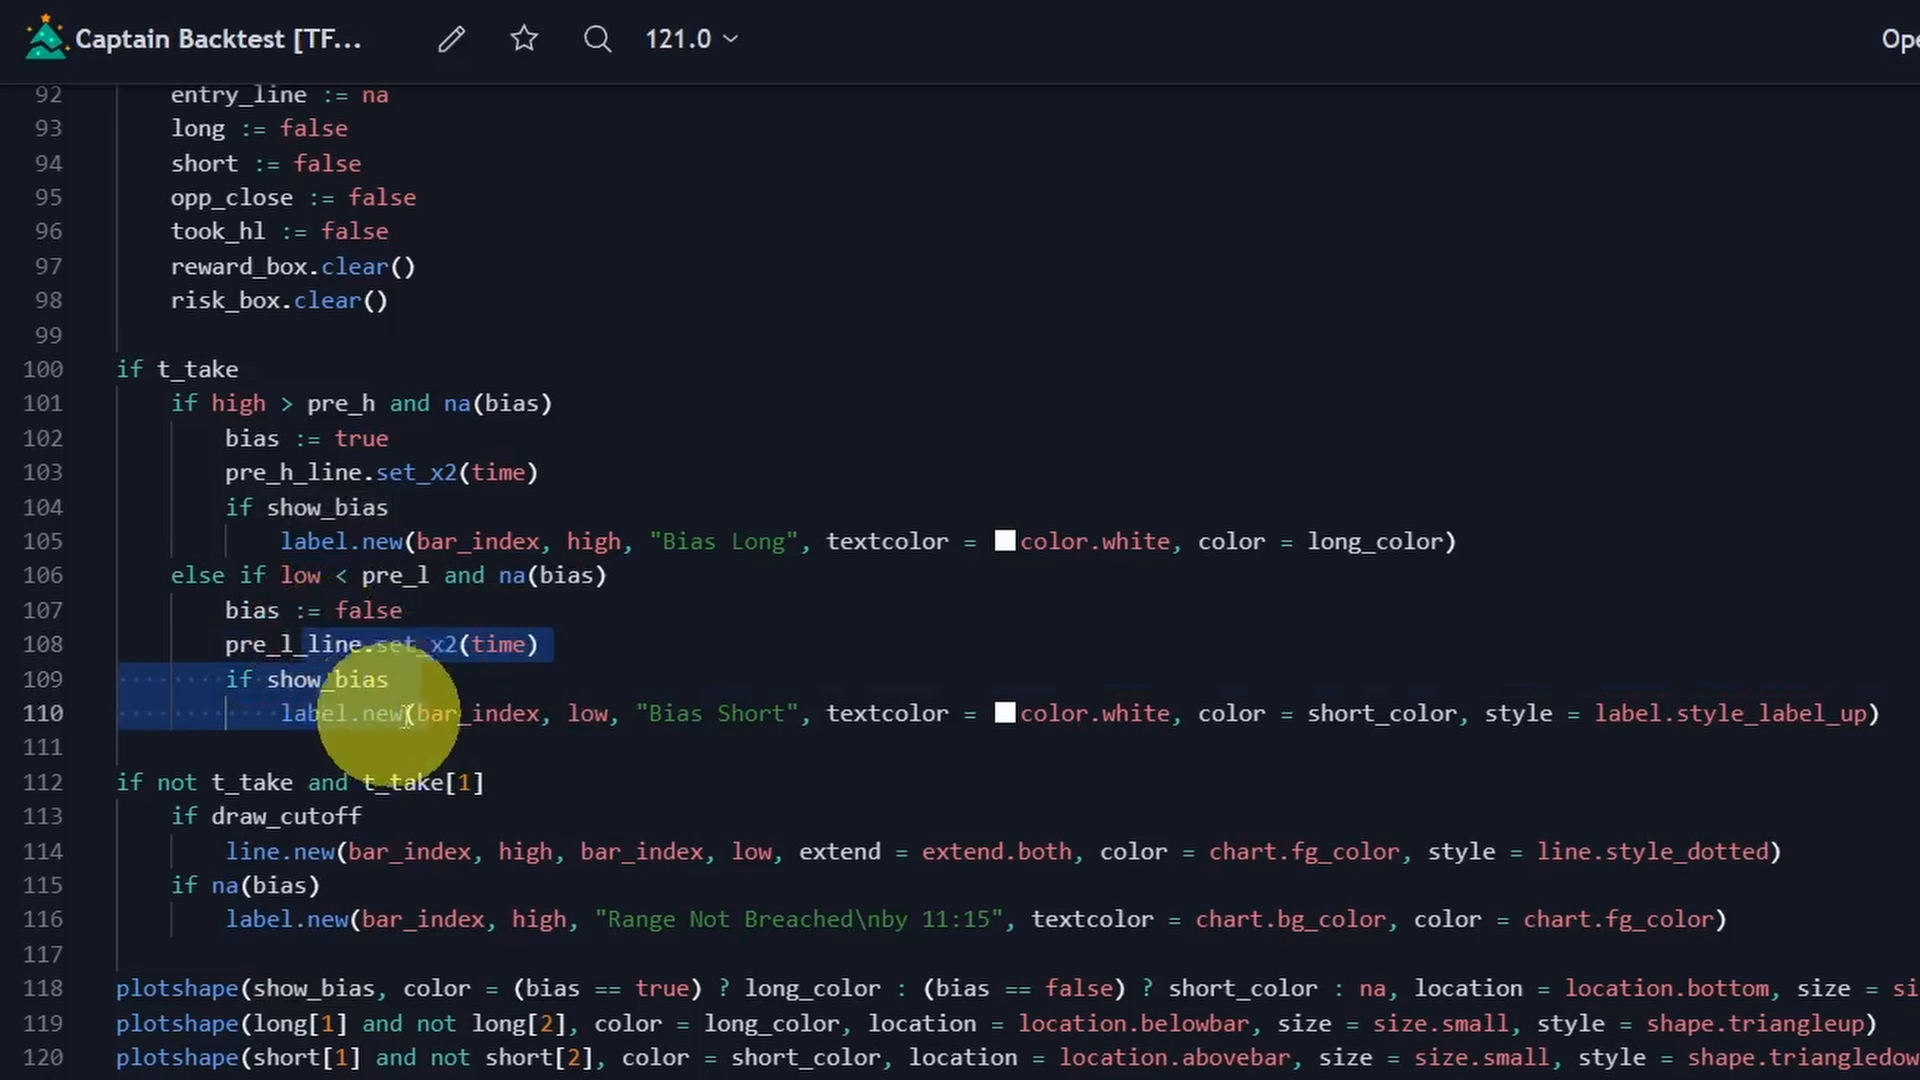 Captain Backtest [TF... 121.0 Ope
92 entry_line := na
93 long := false
94 short := false
95 opp_close := false
96 took_hl := false
97 reward_box.clear()
98 risk_box.clear()
99
100 if t_take
101 if high > pre_h and na(bias)
102 bias := true
103 pre_h_line.set_x2(time)
104 if show_bias
105 label.new(bar_index, high, "Bias Long", textcolor = color.white, color = long_color)
106 else if low < pre_l and na(bias)
107 bias := false
108 pre_l_line.set_x2(time)
109 if show_bias
110 label.new(bar_index, low, "Bias Short", textcolor = color.white, color = short_color, style = label.style_label_up)
111
112 if not t_take and t_take[1]
113 if draw_cutoff
114 line.new(bar_index, high, bar_index, low, extend = extend.both, color = chart.fg_color, style = line.style_dotted)
115 if na(bias)
116 label.new(bar_index, high, "Range Not Breached\nby 11:15", textcolor = chart.bg_color, color = chart.fg_color)
117
118 plotshape(show_bias, color = (bias == true) ? long_color : (bias == false) ? short_color : na, location = location.bottom, size = si
119 plotshape(long[1] and not long[2], color = long_color, location = location.belowbar, size = size.small, style = shape.triangleup)
120 plotshape(short[1] and not short[2], color = short_color, location = location.abovebar, size = size.small, style = shape.triangledow